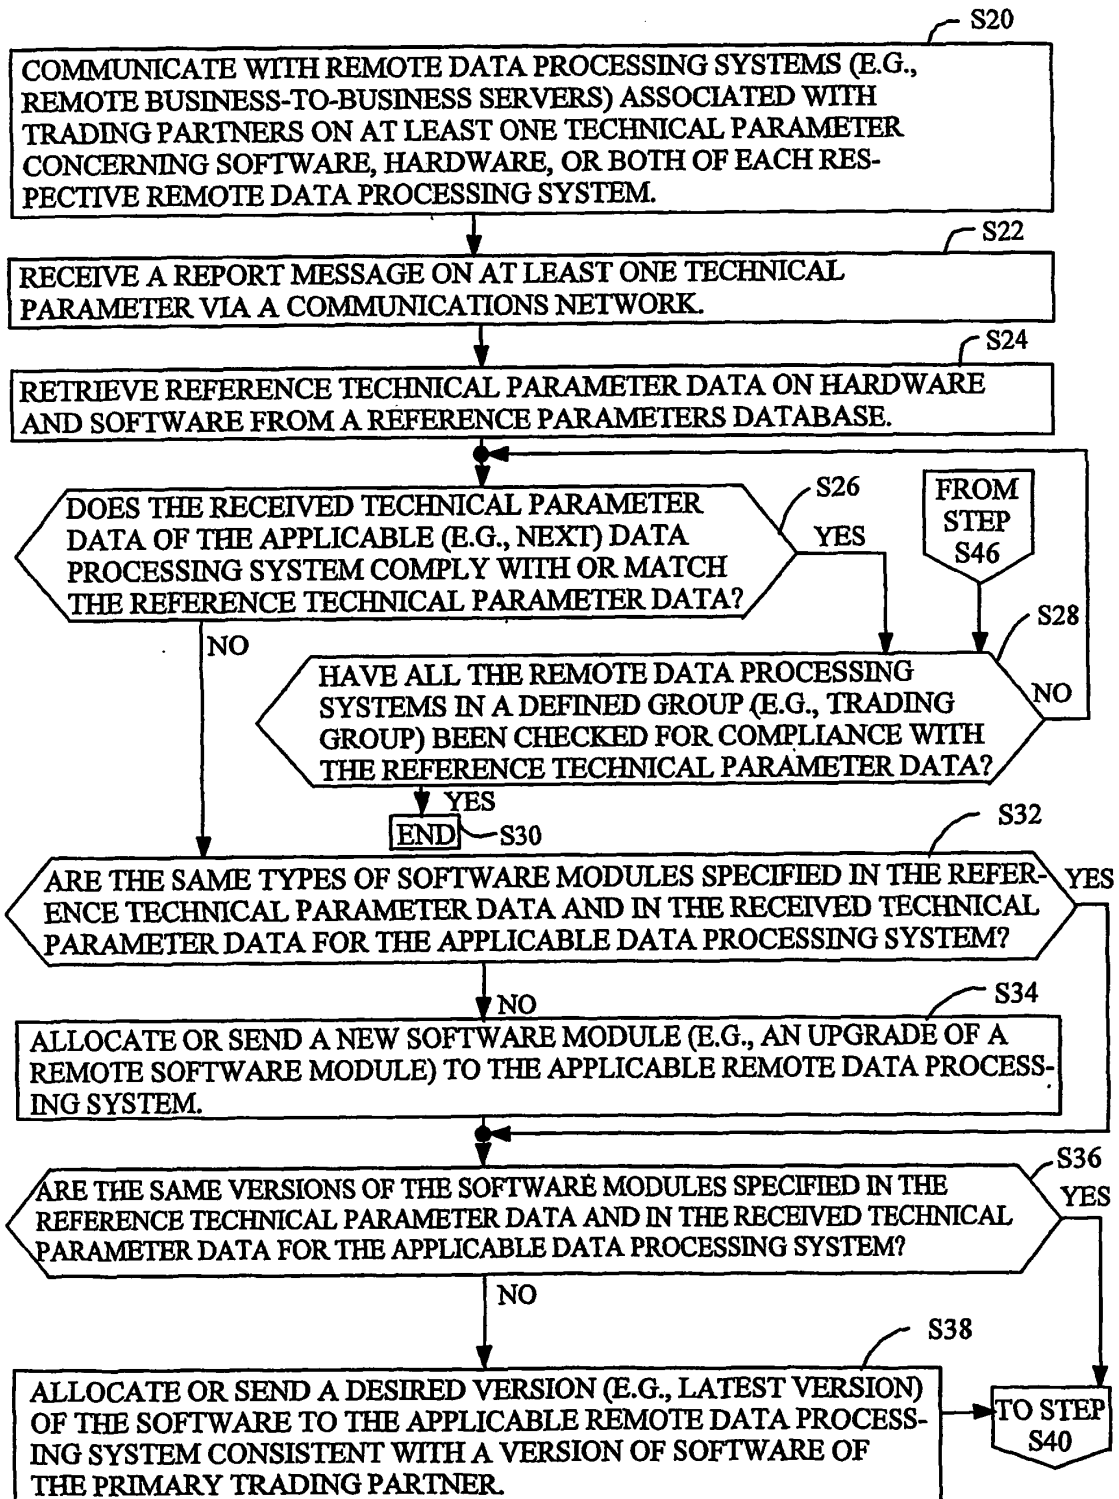 S20
COMMUNICATE WITH REMOTE DATA PROCESSING SYSTEMS (E.G.,
REMOTE BUSINESS-TO-BUSINESS SERVERS) ASSOCIATED WITH
TRADING PARTNERS ON AT LEAST ONE TECHNICAL PARAMETER
CONCERNING SOFTWARE, HARDWARE, OR BOTH OF EACH RES-
PECTIVE REMOTE DATA PROCESSING SYSTEM.
S22
RECEIVE A REPORT MESSAGE ON AT LEAST ONE TECHNICAL
PARAMETER VIA A COMMUNICATIONS NETWORK.
S24
RETRIEVE REFERENCE TECHNICAL PARAMETER DATA ON HARDWARE
AND SOFTWARE FROM A REFERENCE PARAMETERS DATABASE.
S26
DOES THE RECEIVED TECHNICAL PARAMETER
DATA OF THE APPLICABLE (E.G., NEXT) DATA
PROCESSING SYSTEM COMPLY WITH OR MATCH
THE REFERENCE TECHNICAL PARAMETER DATA?
YES
FROM
STEP
S46
NO
S28
HAVE ALL THE REMOTE DATA PROCESSING
SYSTEMS IN A DEFINED GROUP (E.G., TRADING
GROUP) BEEN CHECKED FOR COMPLIANCE WITH
THE REFERENCE TECHNICAL PARAMETER DATA?
NO
YES
END
S30
S32
ARE THE SAME TYPES OF SOFTWARE MODULES SPECIFIED IN THE REFER-
ENCE TECHNICAL PARAMETER DATA AND IN THE RECEIVED TECHNICAL
PARAMETER DATA FOR THE APPLICABLE DATA PROCESSING SYSTEM?
YES
NO
S34
ALLOCATE OR SEND A NEW SOFTWARE MODULE (E.G., AN UPGRADE OF A
REMOTE SOFTWARE MODULE) TO THE APPLICABLE REMOTE DATA PROCESS-
ING SYSTEM.
S36
ARE THE SAME VERSIONS OF THE SOFTWARE MODULES SPECIFIED IN THE
REFERENCE TECHNICAL PARAMETER DATA AND IN THE RECEIVED TECHNICAL
PARAMETER DATA FOR THE APPLICABLE DATA PROCESSING SYSTEM?
YES
NO
S38
ALLOCATE OR SEND A DESIRED VERSION (E.G., LATEST VERSION)
OF THE SOFTWARE TO THE APPLICABLE REMOTE DATA PROCESS-
ING SYSTEM CONSISTENT WITH A VERSION OF SOFTWARE OF
THE PRIMARY TRADING PARTNER.
TO STEP
S40